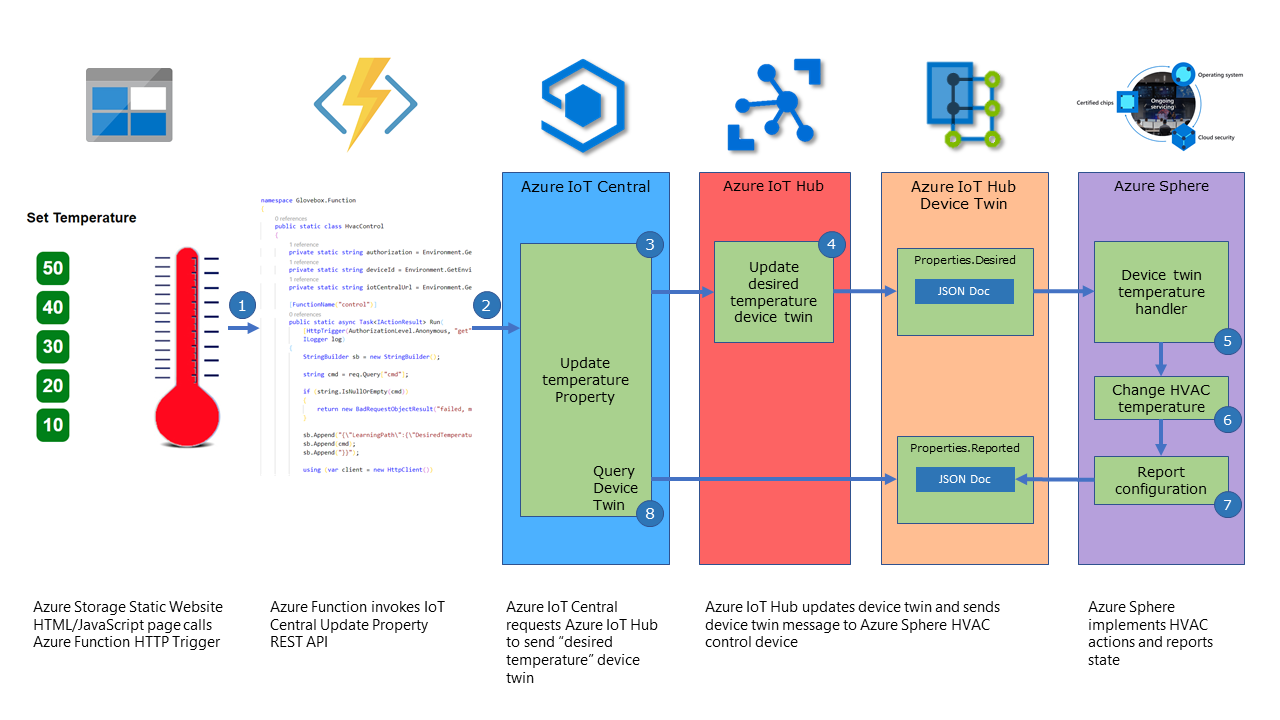 Operating system
Certified chips
Ongoing
servicing
Cloud security
Set Temperature
50
40
30
20
10
1
namespace Glovebox.Function
{
0 references
public static class HvacControl
{
1 reference
private static string authorization = Environment.Ge
1 reference
private static string deviceId = Environment.GetEnvi
1 reference
private static string iotCentralUrl = Environment.Ge
[FunctionName("control")]
0 references
public static async Task<IActionResult> Run(
[HttpTrigger(AuthorizationLevel.Anonymous, "get"
ILogger log)
{
StringBuilder sb = new StringBuilder();
string cmd = req.Query["cmd"];
if (string.IsNullOrEmpty(cmd))
{
return new BadRequestObjectResult("failed, m
}
sb.Append("{\"LearningPath\":{\"DesiredTemperatu
sb.Append(cmd);
sb.Append("}}");
using (var client = new HttpClient())
2
Azure IoT Central
3
Update
temperature
Property
Query
Device
Twin
8
Azure IoT Hub
4
Update
desired
temperature
device twin
Azure IoT Hub
Device Twin
Properties.Desired
JSON Doc
Properties.Reported
JSON Doc
Azure Sphere
Device twin
temperature
handler
5
Change HVAC
temperature
6
Report
configuration
7
Azure Storage Static Website
HTML/JavaScript page calls
Azure Function HTTP Trigger
Azure Function invokes IoT
Central Update Property
REST API
Azure IoT Central
requests Azure IoT Hub
to send “desired
temperature” device
twin
Azure IoT Hub updates device twin and sends
device twin message to Azure Sphere HVAC
control device
Azure Sphere
implements HVAC
actions and reports
state